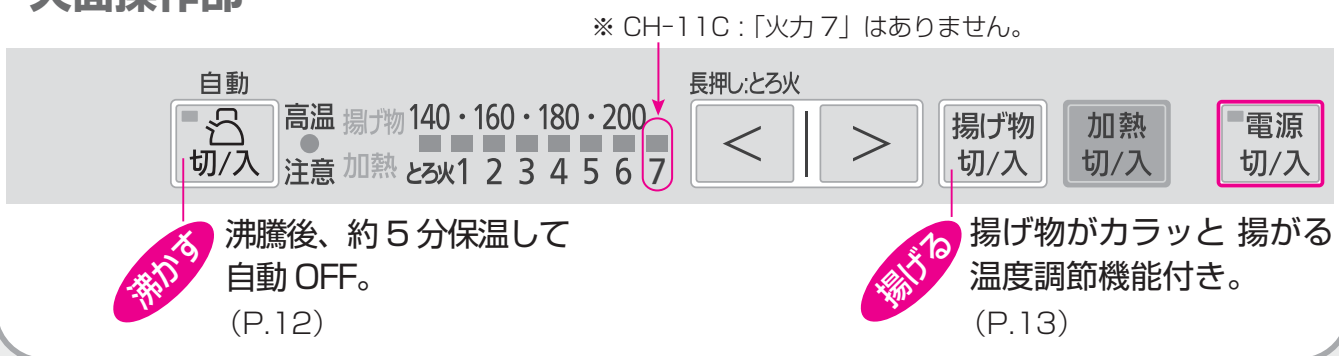 天面操作部
※ CH-11C：「火力 7」はありません。
自動
長押し:とろ火
切/入
高温
注意
揚げ物 140・160・180・200
加熱 とろ火 1 2 3 4 5 6 7
＜
＞
揚げ物
切/入
加熱
切/入
電源
切/入
沸かす
沸騰後、約 5 分保温して
自動 OFF。
（P.12）
揚げる
揚げ物がカラッと 揚がる
温度調節機能付き。
（P.13）